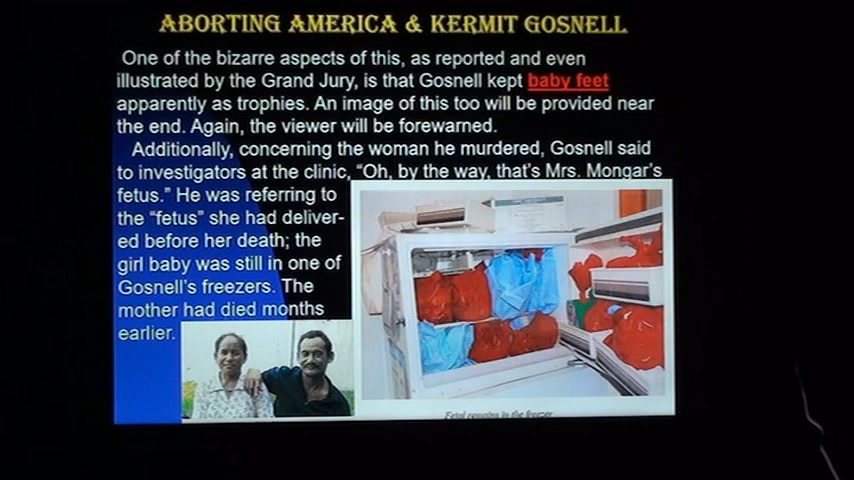 ABORTING AMERICA & KERMIT GOSNELL
One of the bizarre aspects of this, as reported and even
illustrated by the Grand Jury, is that Gosnell kept baby feet
apparently as trophies. An image of this too will be provided near
the end. Again, the viewer will be forewarned.
Additionally, concerning the woman he murdered, Gosnell said
to investigators at the clinic, “Oh, by the way, that’s Mrs. Mongar’s
fetus.” He was referring to
the “fetus” she had deliver-
ed before her death; the
girl baby was still in one of
Gosnell’s freezers. The
mother had died months
earlier.
Fetal remains in the freezer